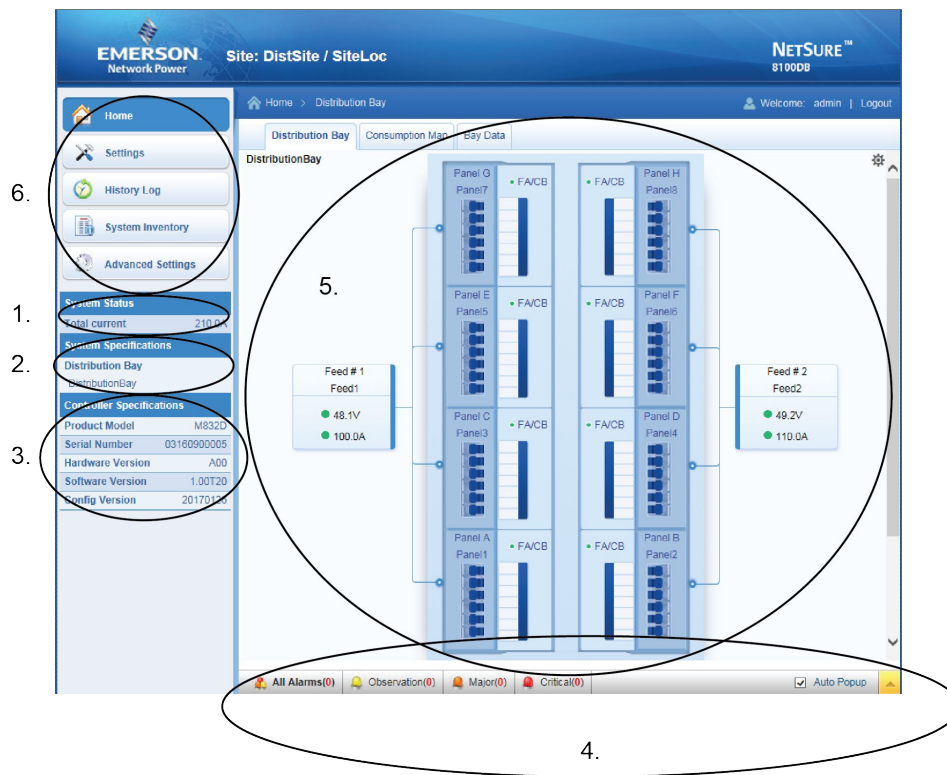 EMERSON
Network Power
Site: DistSite / SiteLoc
NETSURE™
8100DB
Home > Distribution Bay
Welcome: admin | Logout
Home
Settings
History Log
System Inventory
Advanced Settings
6.
Distribution Bay
Consumption Map
Bay Data
DistributionBay
System Status
Total current 210.0A
1.
System Specifications
Distribution Bay
DistributionBay
2.
Controller Specifications
Product Model M832D
Serial Number 03160900005
Hardware Version A00
Software Version 1.00T20
Config Version 20170126
3.
5.
Panel G
Panel7
FA/CB
FA/CB
Panel H
Panel8
Panel E
Panel5
FA/CB
FA/CB
Panel F
Panel6
Feed # 1
Feed1
48.1V
100.0A
Feed # 2
Feed2
49.2V
110.0A
Panel C
Panel3
FA/CB
FA/CB
Panel D
Panel4
Panel A
Panel1
FA/CB
FA/CB
Panel B
Panel2
All Alarms(0)
Observation(0)
Major(0)
Critical(0)
Auto Popup
4.